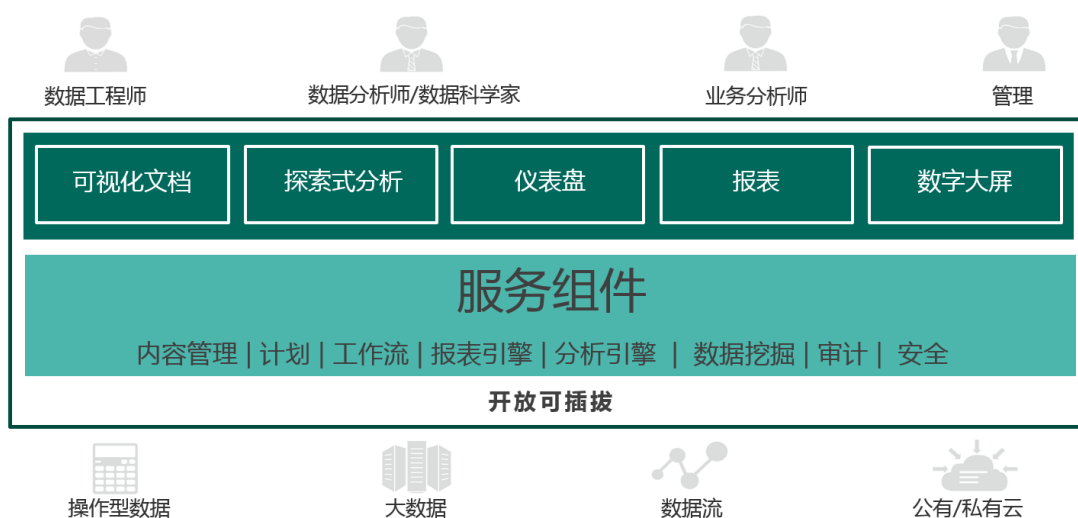 数据工程师 数据分析师/数据科学家 业务分析师 管理
可视化文档 探索式分析 仪表盘 报表 数字大屏
服务组件
内容管理 | 计划 | 工作流 | 报表引擎 | 分析引擎 | 数据挖掘 | 审计 | 安全
开放可插拔
操作型数据 大数据 数据流 公有/私有云